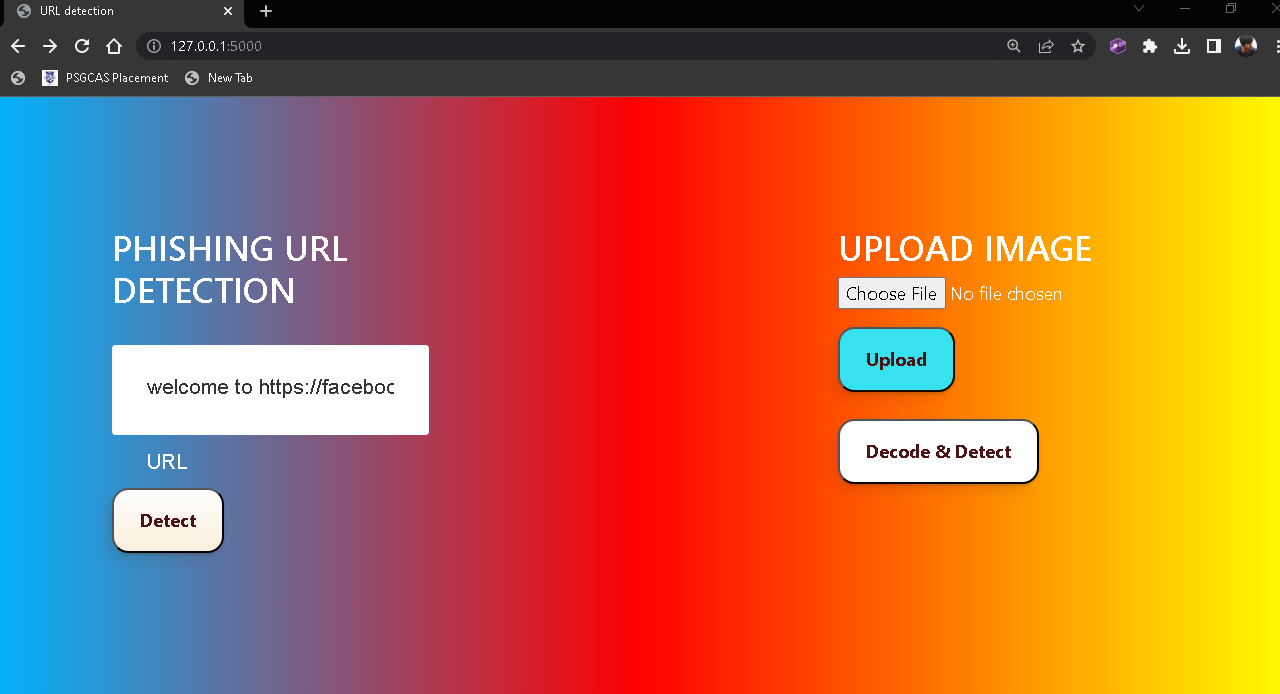 URL detection
127.0.0.1:5000
PSGCAS Placement
New Tab
PHISHING URL
DETECTION
welcome to https://faceboo
URL
Detect
UPLOAD IMAGE
Choose File No file chosen
Upload
Decode & Detect